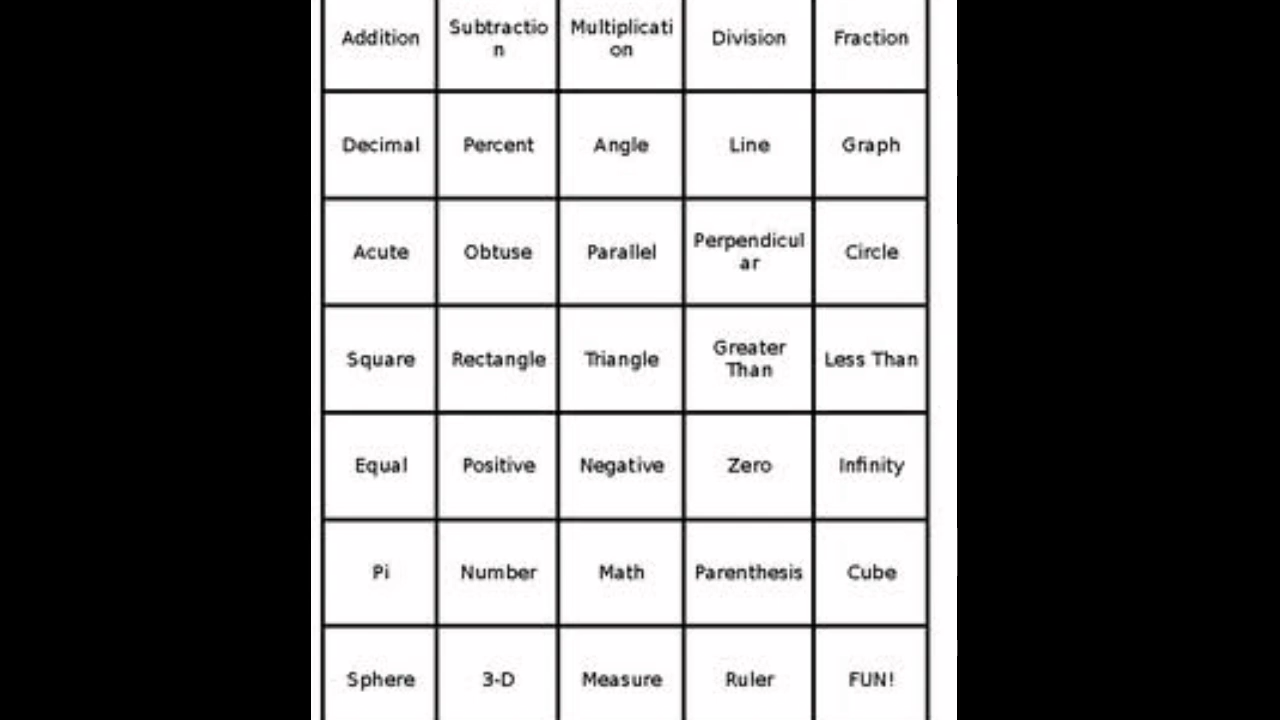 Addition Subtractio Multiplicati Division Fraction
n on
Decimal Percent Angle Line Graph
Acute Obtuse Parallel Perpendicul Circle
ar
Square Rectangle Triangle Greater Less Than
Than
Equal Positive Negative Zero Infinity
Pi Number Math Parenthesis Cube
Sphere 3-D Measure Ruler FUN!